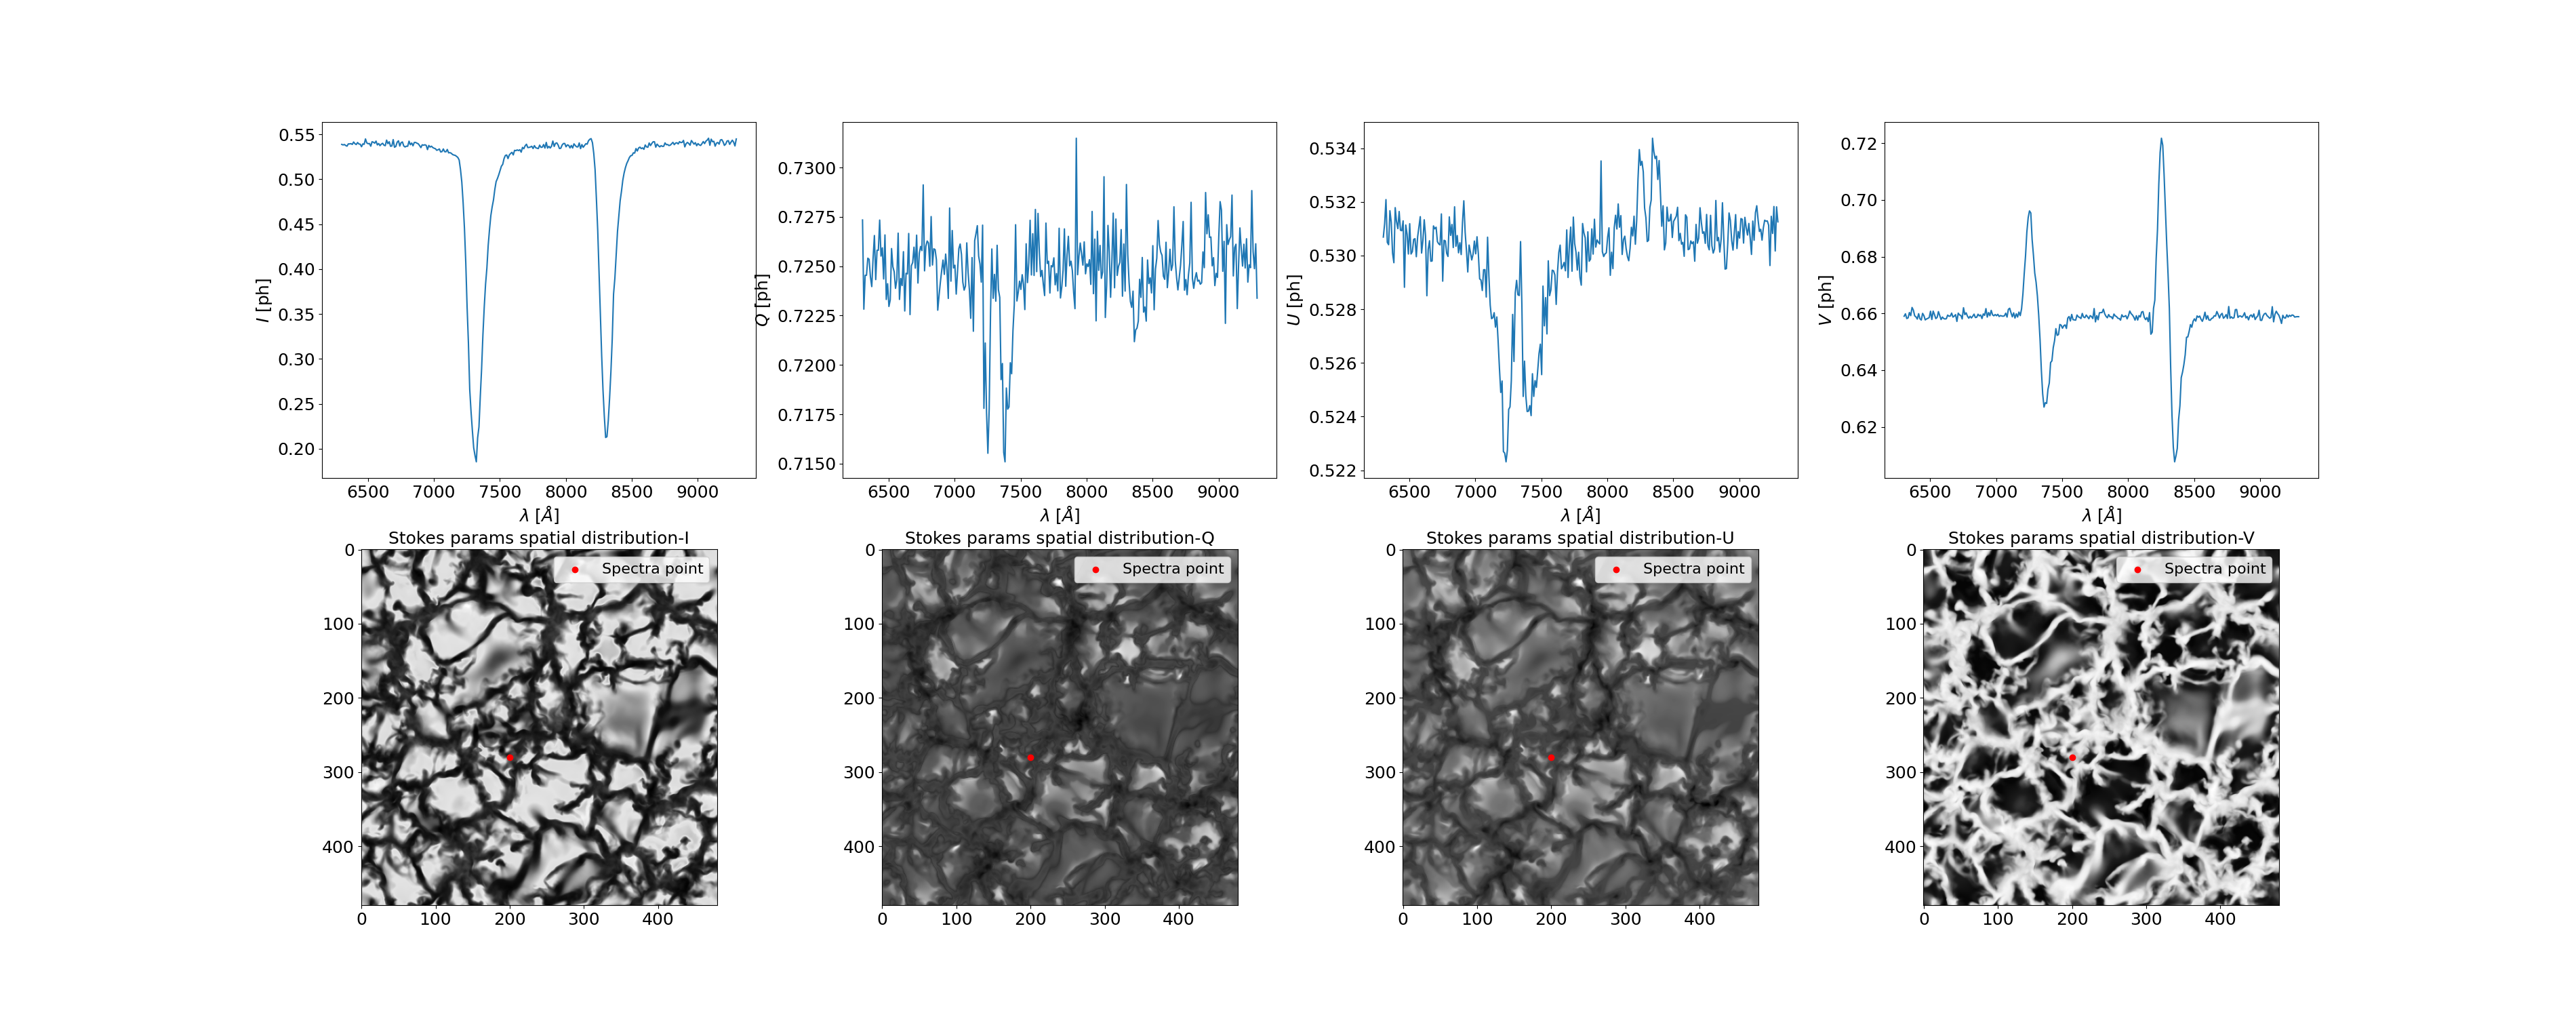 0.55
0.50
0.45
0.40
0.35
0.30
0.25
0.20
I [ph]
6500 7000 7500 8000 8500 9000
λ [Å]
0.7300
0.7275
0.7250
0.7225
0.7200
0.7175
0.7150
Q [ph]
6500 7000 7500 8000 8500 9000
λ [Å]
0.534
0.532
0.530
0.528
0.526
0.524
0.522
U [ph]
6500 7000 7500 8000 8500 9000
λ [Å]
0.72
0.70
0.68
0.66
0.64
0.62
V [ph]
6500 7000 7500 8000 8500 9000
λ [Å]
Stokes params spatial distribution-I
Spectra point
0
100
200
300
400
0 100 200 300 400
Stokes params spatial distribution-Q
Spectra point
0
100
200
300
400
0 100 200 300 400
Stokes params spatial distribution-U
Spectra point
0
100
200
300
400
0 100 200 300 400
Stokes params spatial distribution-V
Spectra point
0
100
200
300
400
0 100 200 300 400